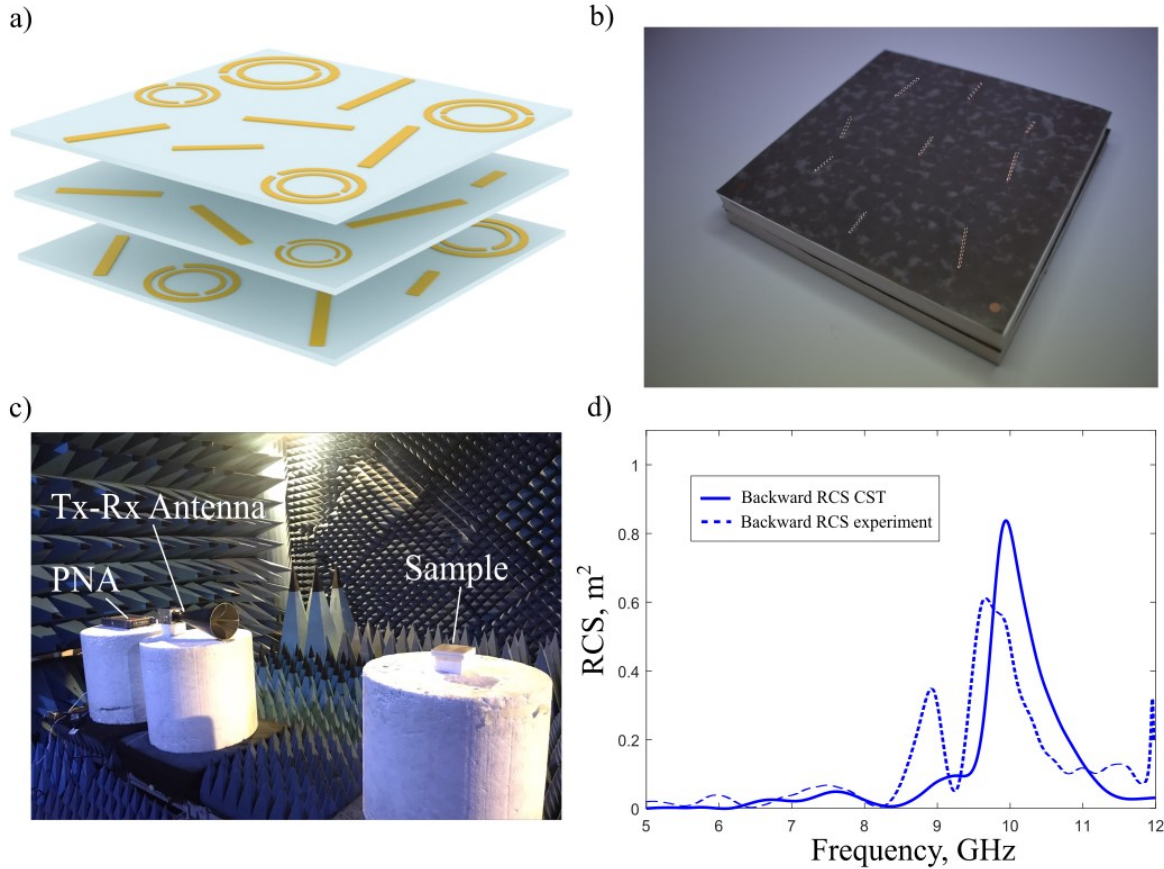 a)
b)
c)
Tx-Rx Antenna
PNA
Sample
d)
1
0.8
0.6
0.4
0.2
0
RCS, m²
Backward RCS CST
Backward RCS experiment
5
6
7
8
9
10
11
12
Frequency, GHz